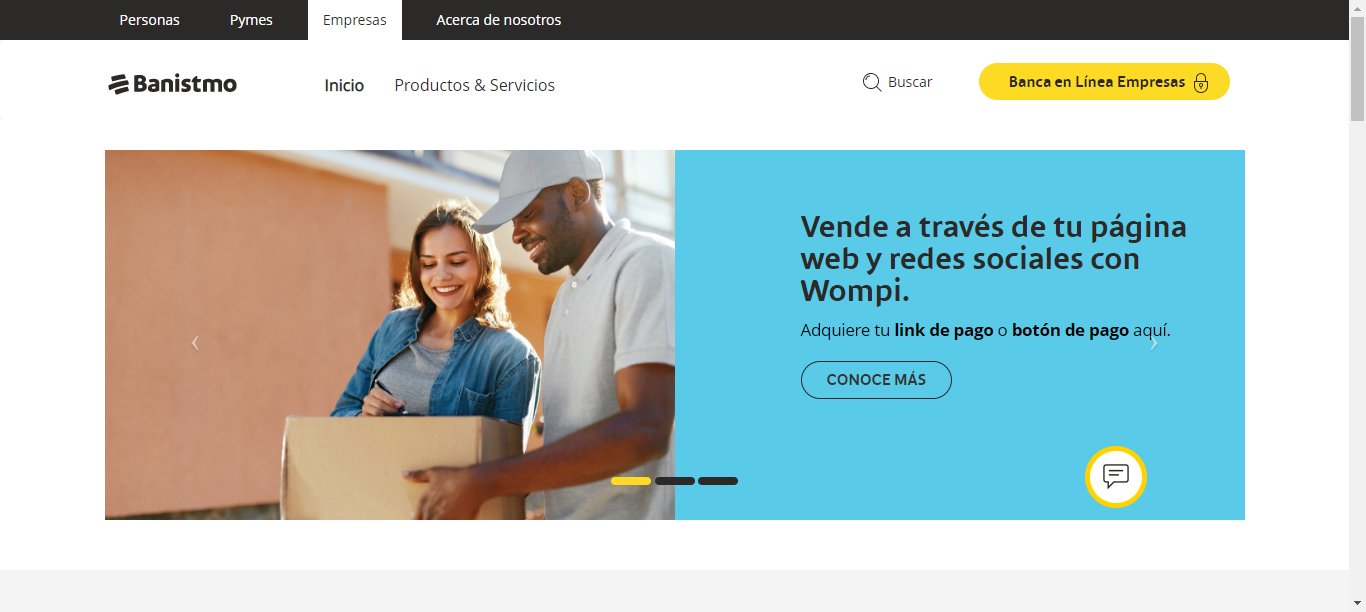 Personas Pymes Empresas Acerca de nosotros
Banistmo Inicio Productos & Servicios Buscar Banca en Línea Empresas
Vende a través de tu página
web y redes sociales con
Wompi.
Adquiere tu link de pago o botón de pago aquí.
CONOCE MÁS